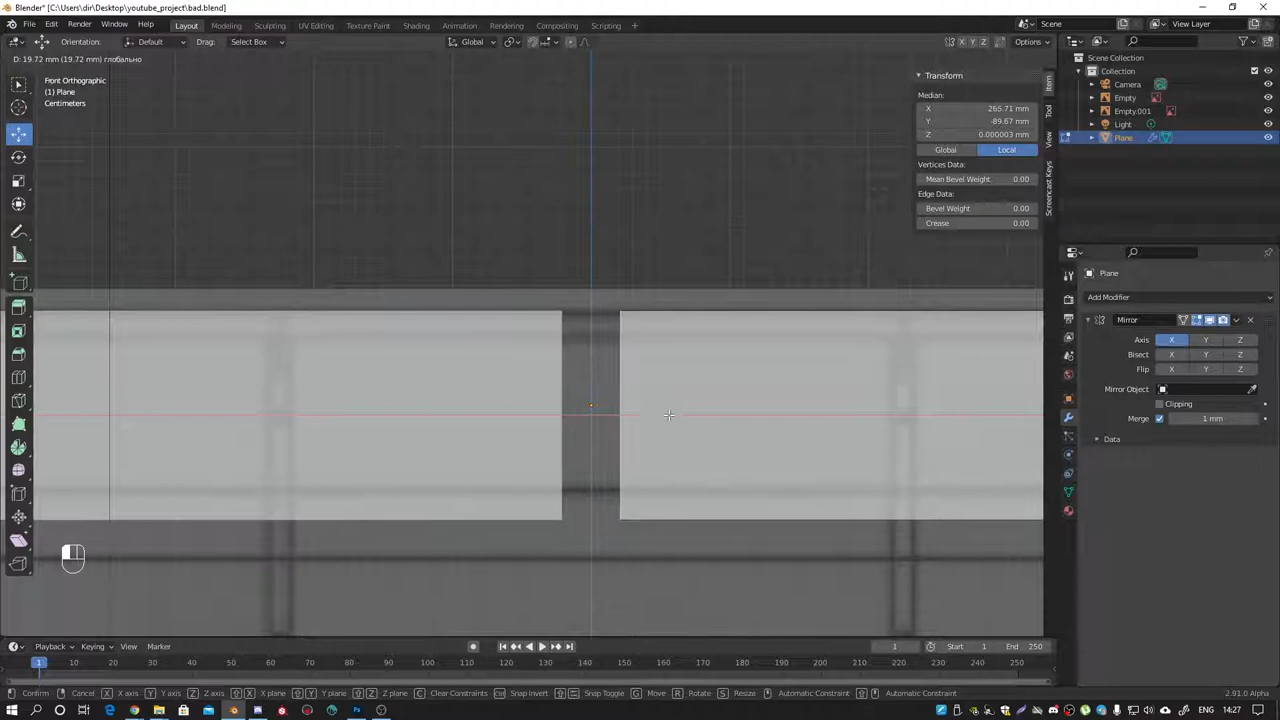 Blender* [C:\Users\dir\Desktop\youtube_project\bad.blend]
File Edit Render Window Help Layout Modeling Sculpting UV Editing Texture Paint Shading Animation Rendering Compositing Scripting Scene View Layer
Orientation: Default Drag: Select Box Global X Y Z Options
D: 19.72 mm (19.72 mm) глобально
Front Orthographic
(1) Plane
Centimeters
Transform
Median:
X 265.71 mm
Y -89.67 mm
Z 0.000003 mm
Global Local
Vertices Data:
Mean Bevel Weight 0.00
Edge Data:
Bevel Weight 0.00
Crease 0.00
Item
Tool
View
Screencast Keys
Scene Collection
Collection
Camera
Empty
Empty.001
Light
Plane
Plane
Add Modifier
Mirror
Axis X Y Z
Bisect X Y Z
Flip X Y Z
Mirror Object
Clipping
Merge 1 mm
Data
Playback Keying View Marker 1 Start 1 End 250
1 10 20 30 40 50 60 70 80 90 100 110 120 130 140 150 160 170 180 190 200 210 220 230 240 250
Confirm Cancel X X axis Y Y axis Z Z axis X X plane Y Y plane Z Z plane C Clear Constraints Snap Invert Snap Toggle G Move R Rotate S Resize Automatic Constraint Automatic Constraint 2.91.0 Alpha
ENG 14:27